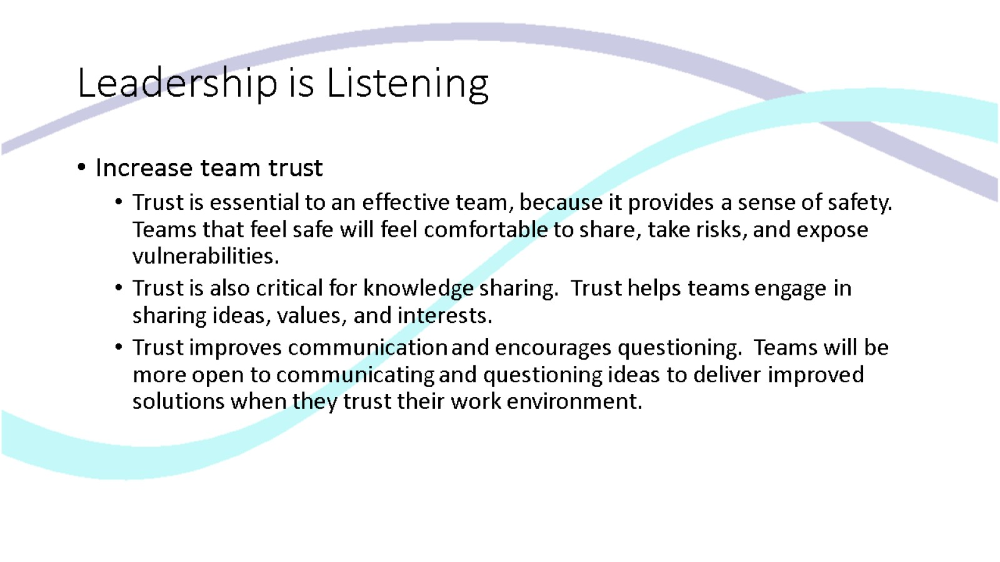 Leadership is Listening
• Increase team trust
• Trust is essential to an effective team, because it provides a sense of safety.
Teams that feel safe will feel comfortable to share, take risks, and expose
vulnerabilities.
• Trust is also critical for knowledge sharing.  Trust helps teams engage in
sharing ideas, values, and interests.
• Trust improves communication and encourages questioning.  Teams will be
more open to communicating and questioning ideas to deliver improved
solutions when they trust their work environment.